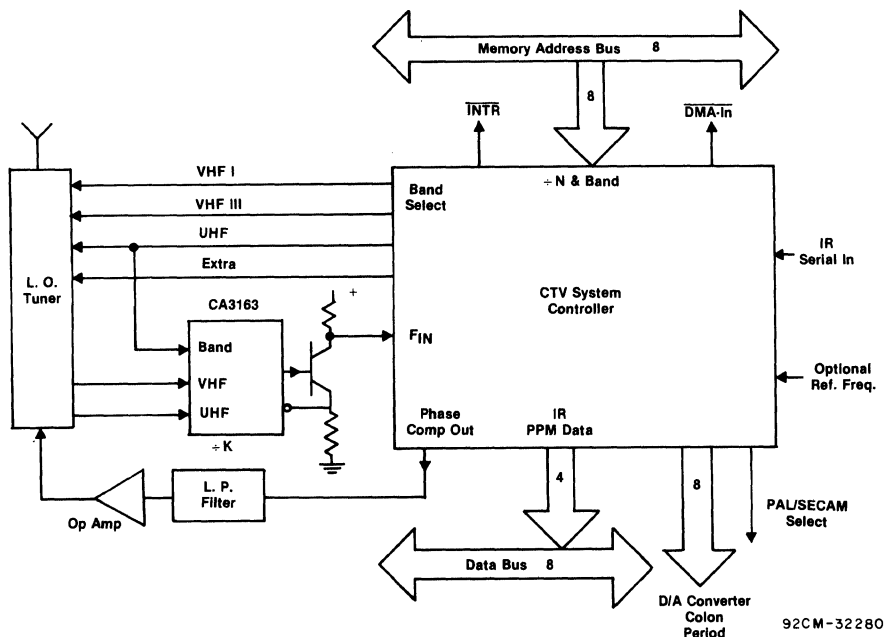 Memory Address Bus 8
8
INTR
DMA-In
VHF I
VHF III
UHF
Extra
Band
Select
÷ N & Band
L. O.
Tuner
CA3163
+
Band
VHF
UHF
÷K
FIN
CTV System
Controller
IR
Serial In
Optional
Ref. Freq.
Phase
Comp Out
IR
PPM Data
L. P.
Filter
Op Amp
4
8
PAL/SECAM
Select
Data Bus 8
D/A Converter
Colon
Period
92CM-32280